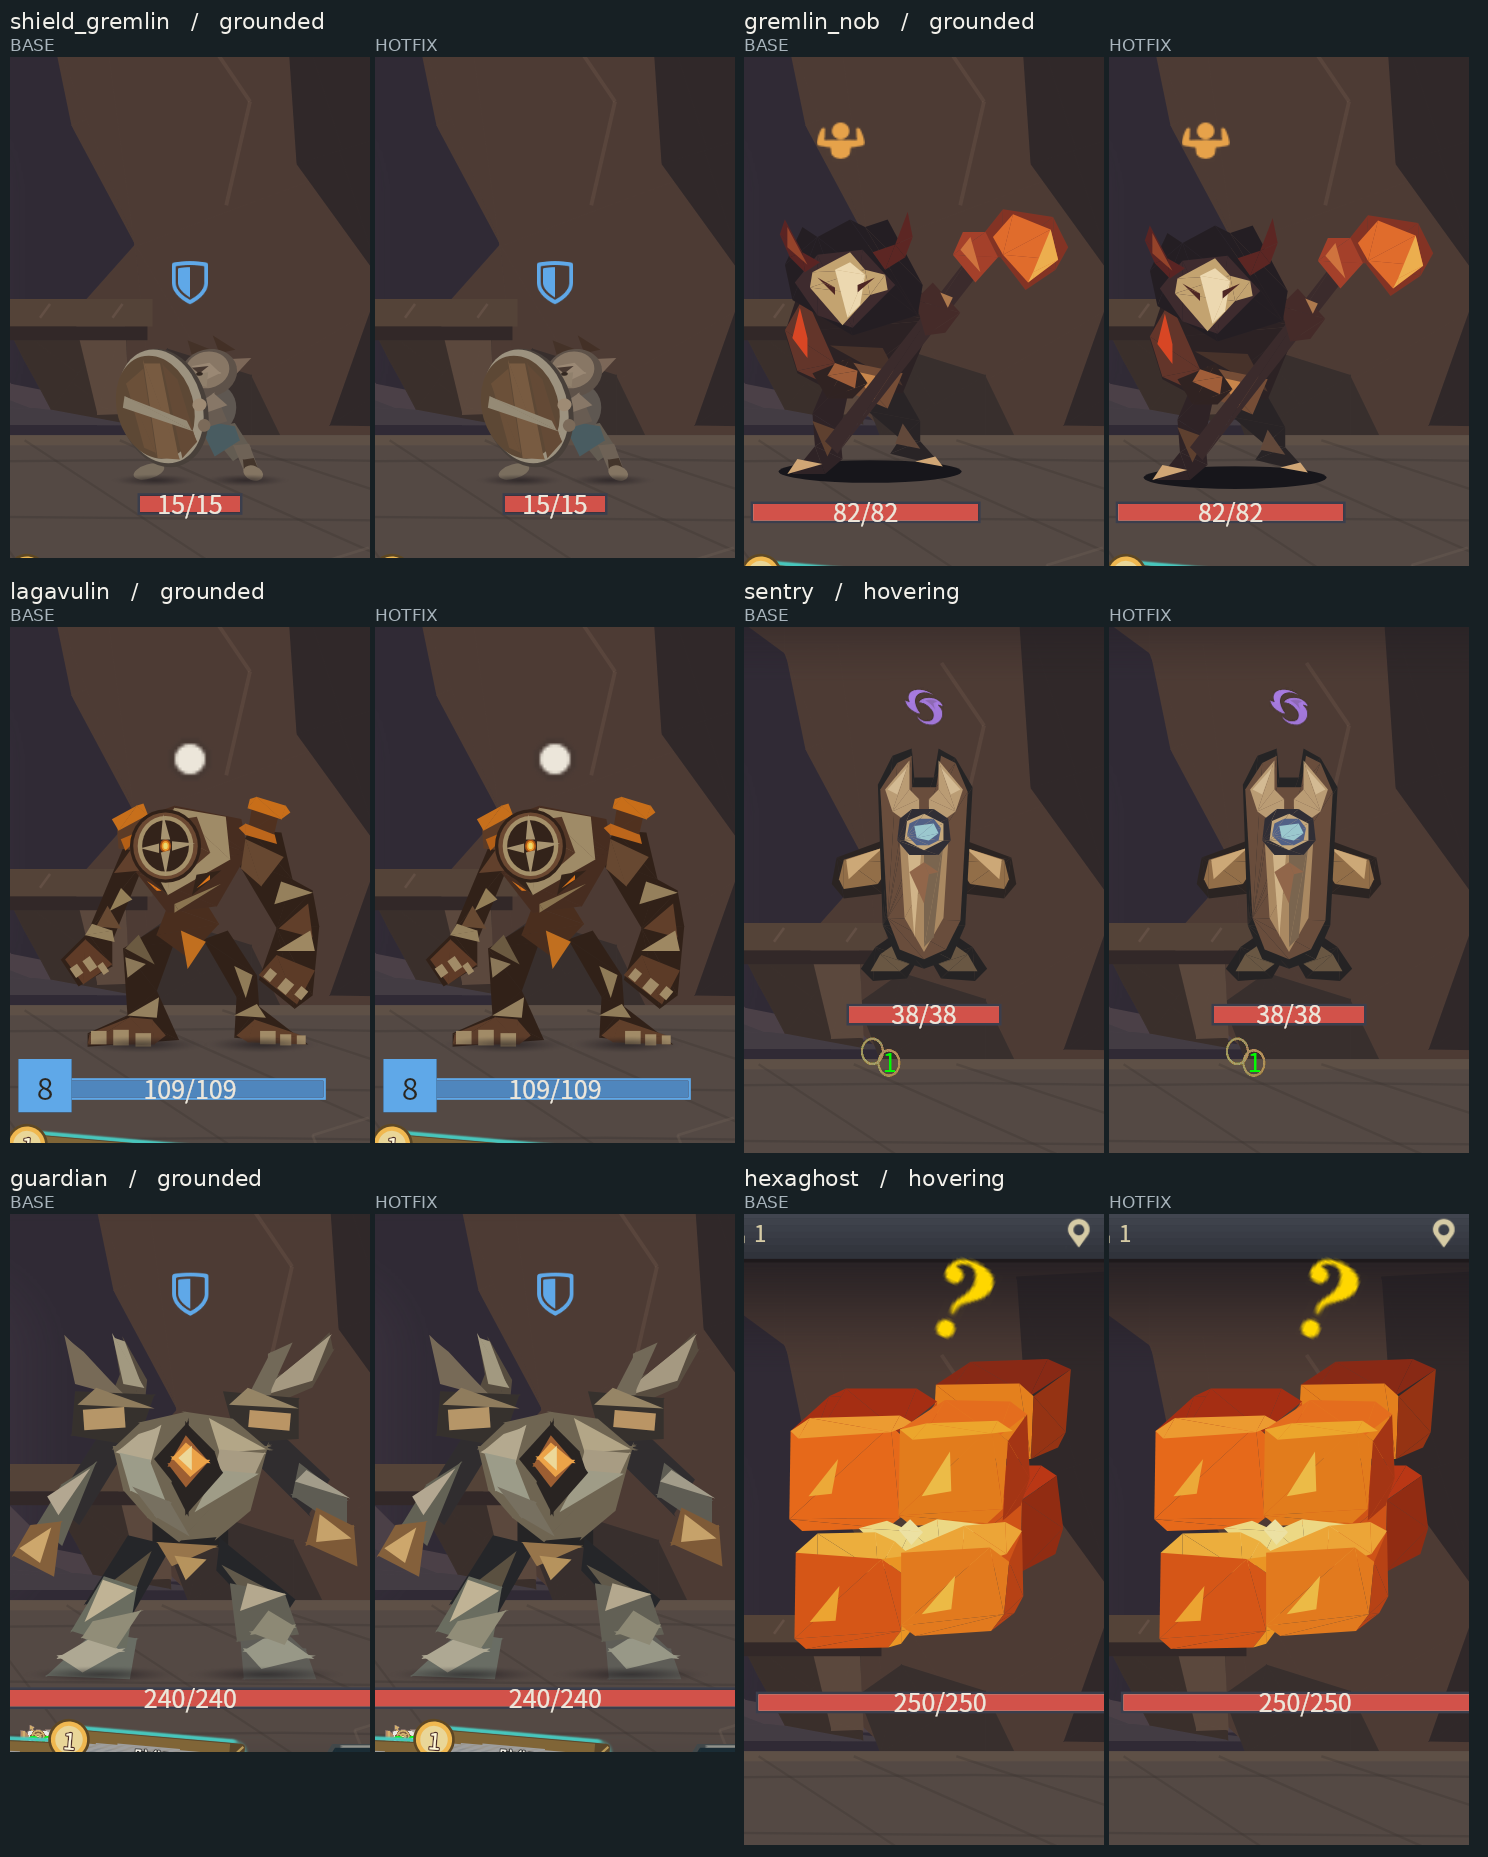 shield_gremlin / grounded
BASE HOTFIX
15/15 15/15
gremlin_nob / grounded
BASE HOTFIX
82/82 82/82
lagavulin / grounded
BASE HOTFIX
8 109/109 8 109/109
1 1
sentry / hovering
BASE HOTFIX
38/38 38/38
1 1
guardian / grounded
BASE HOTFIX
240/240 240/240
1 1
hexaghost / hovering
BASE HOTFIX
1 1
? ?
250/250 250/250